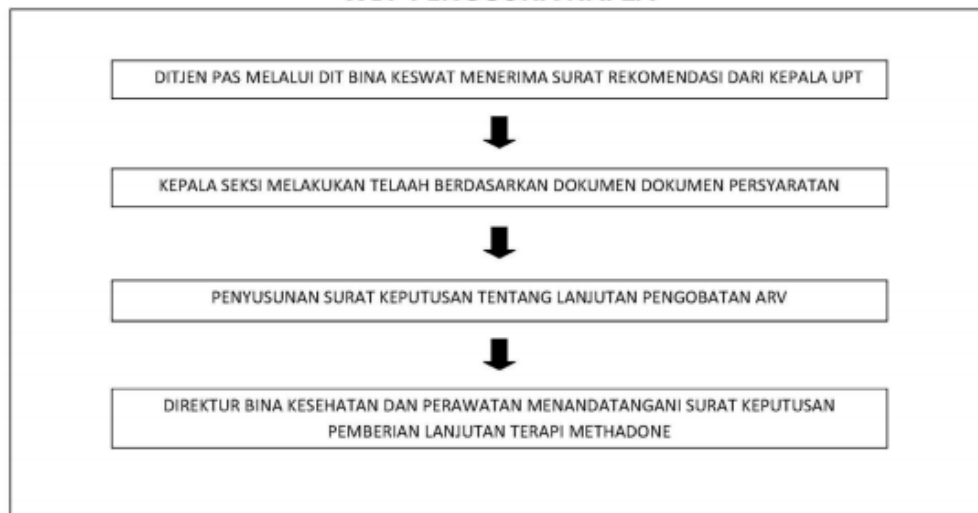 DITJEN PAS MELALUI DIT BINA KESWAT MENERIMA SURAT REKOMENDASI DARI KEPALA UPT
KEPALA SEKSI MELAKUKAN TELAAH BERDASARKAN DOKUMEN DOKUMEN PERSYARATAN
PENYUSUNAN SURAT KEPUTUSAN TENTANG LANJUTAN PENGOBATAN ARV
DIREKTUR BINA KESEHATAN DAN PERAWATAN MENANDATANGANI SURAT KEPUTUSAN
PEMBERIAN LANJUTAN TERAPI METHADONE